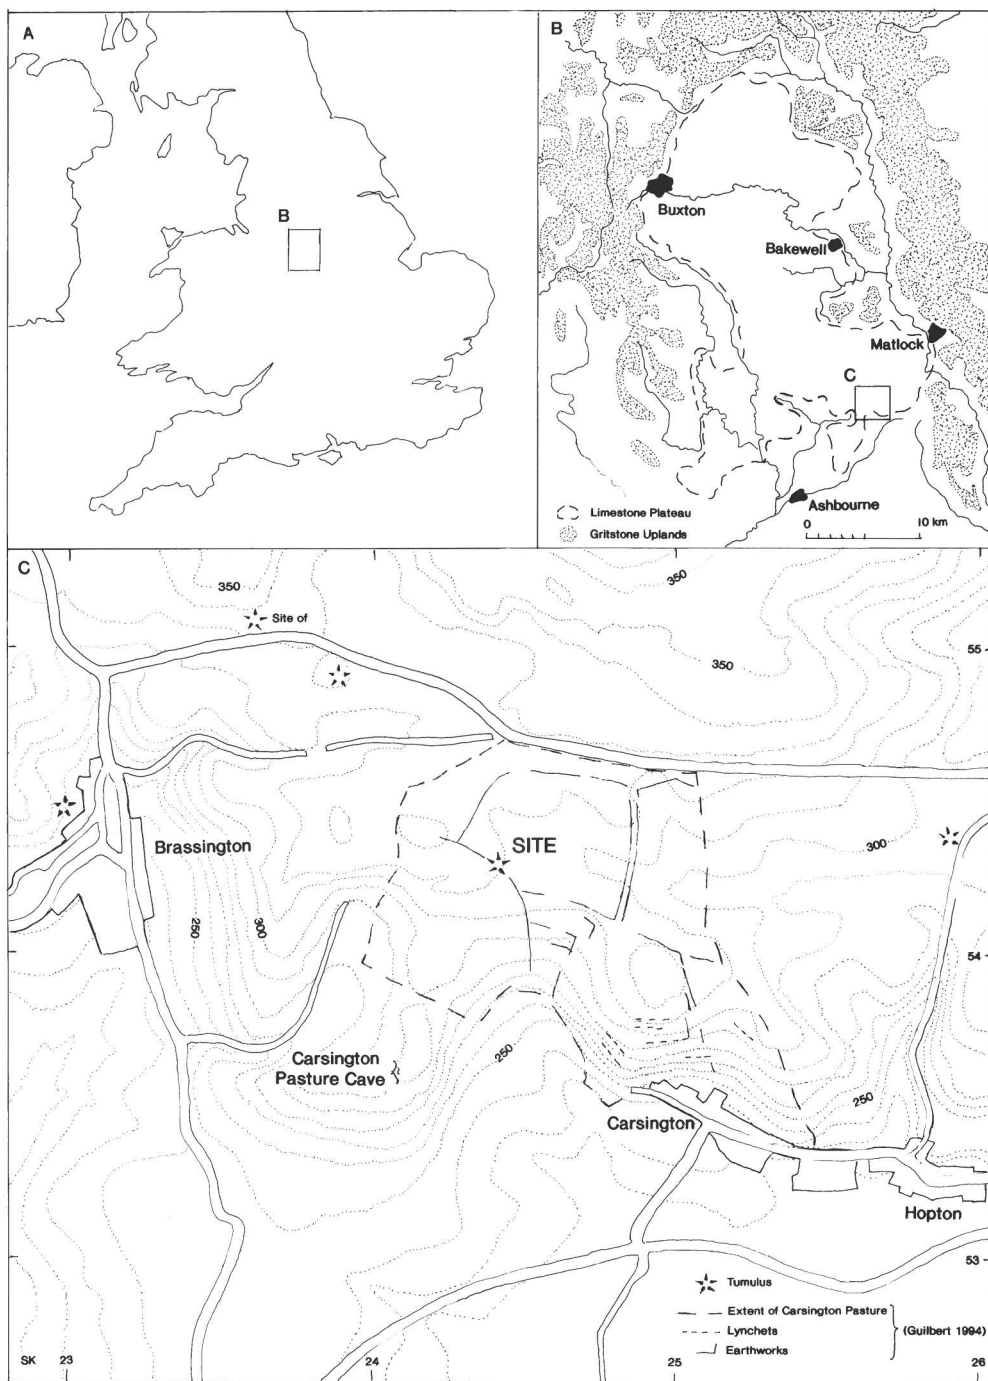 A
B
B
Buxton
Bakewell
Matlock
C
Ashbourne
Limestone Plateau
Gritstone Uplands
0 10 km
C
350
350
Site of
55
350
SITE
Brassington
300
250
300
54
Carsington
Pasture Cave
250
Carsington
250
Hopton
53
Tumulus
Extent of Carsington Pasture
Lynchets
(Guilbert 1994)
Earthworks
SK 23
24
25
26